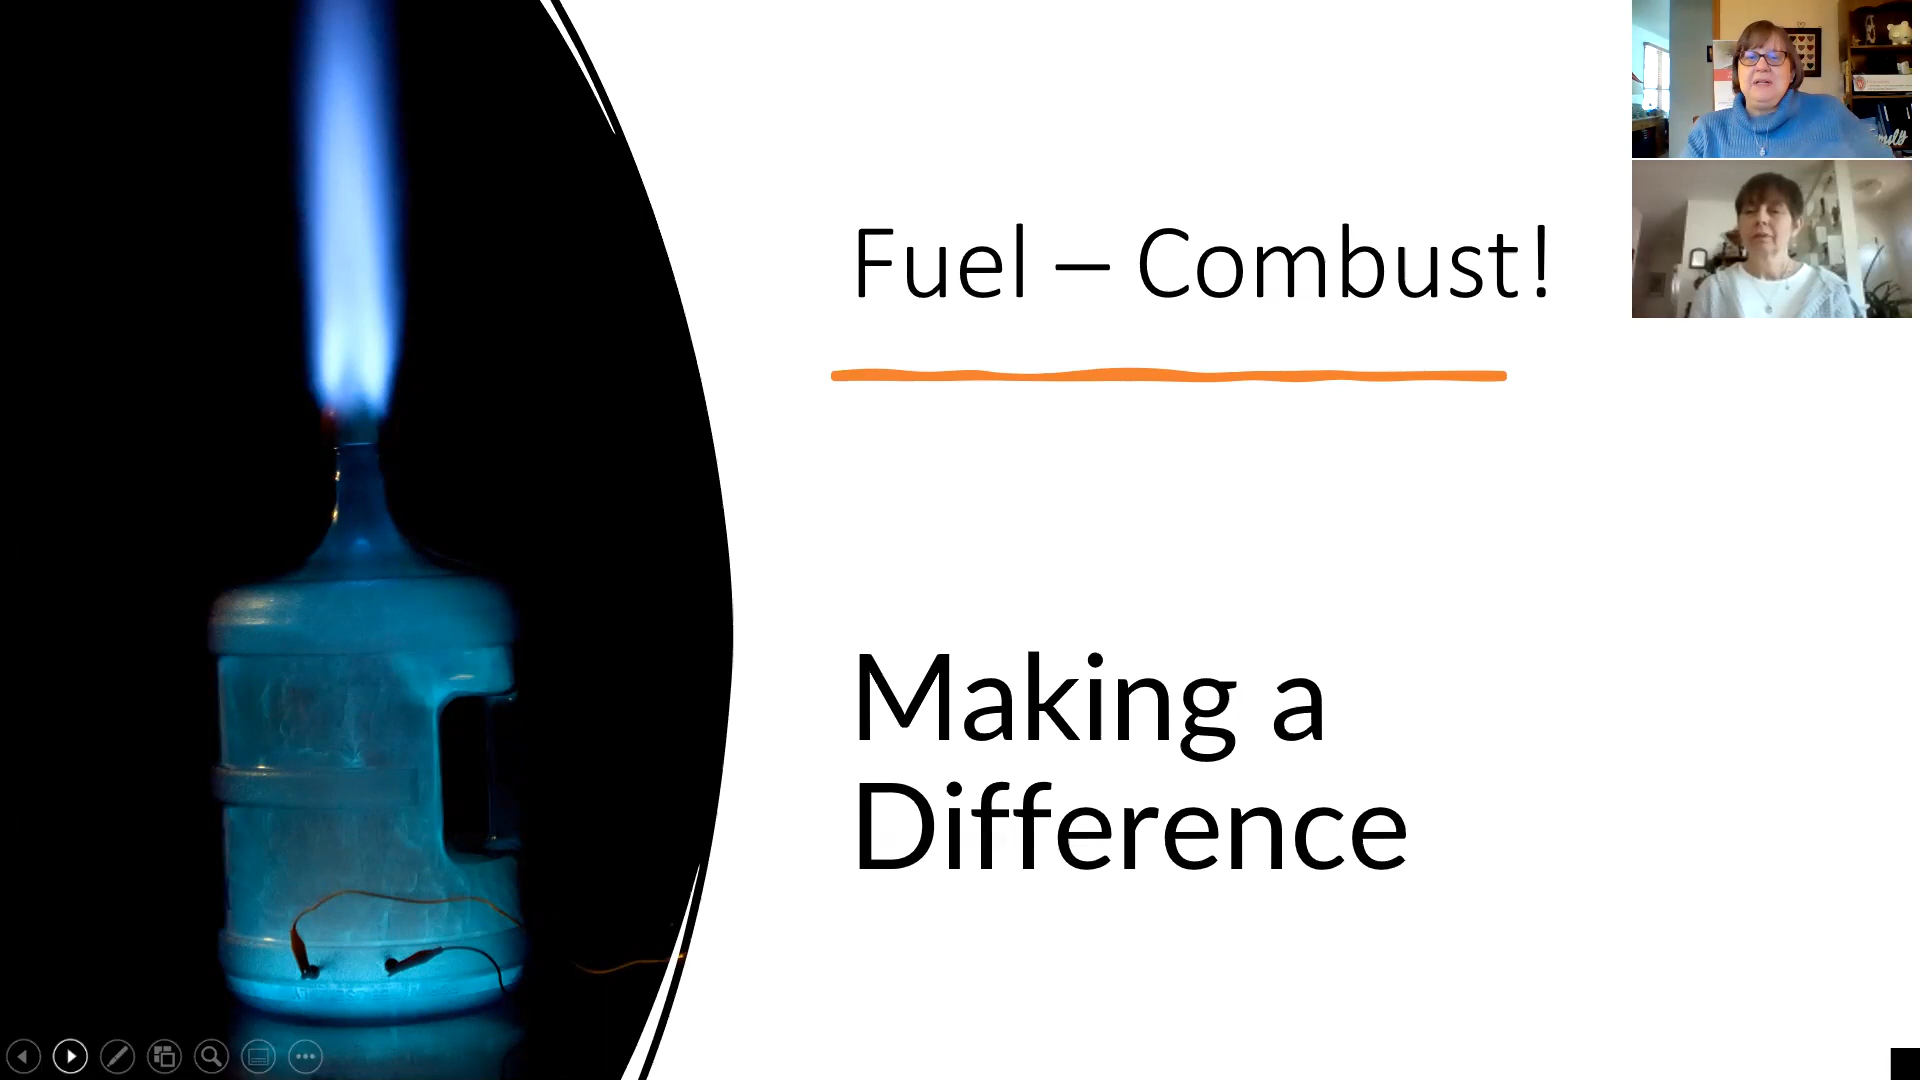 Fuel – Combust!
Making a
Difference